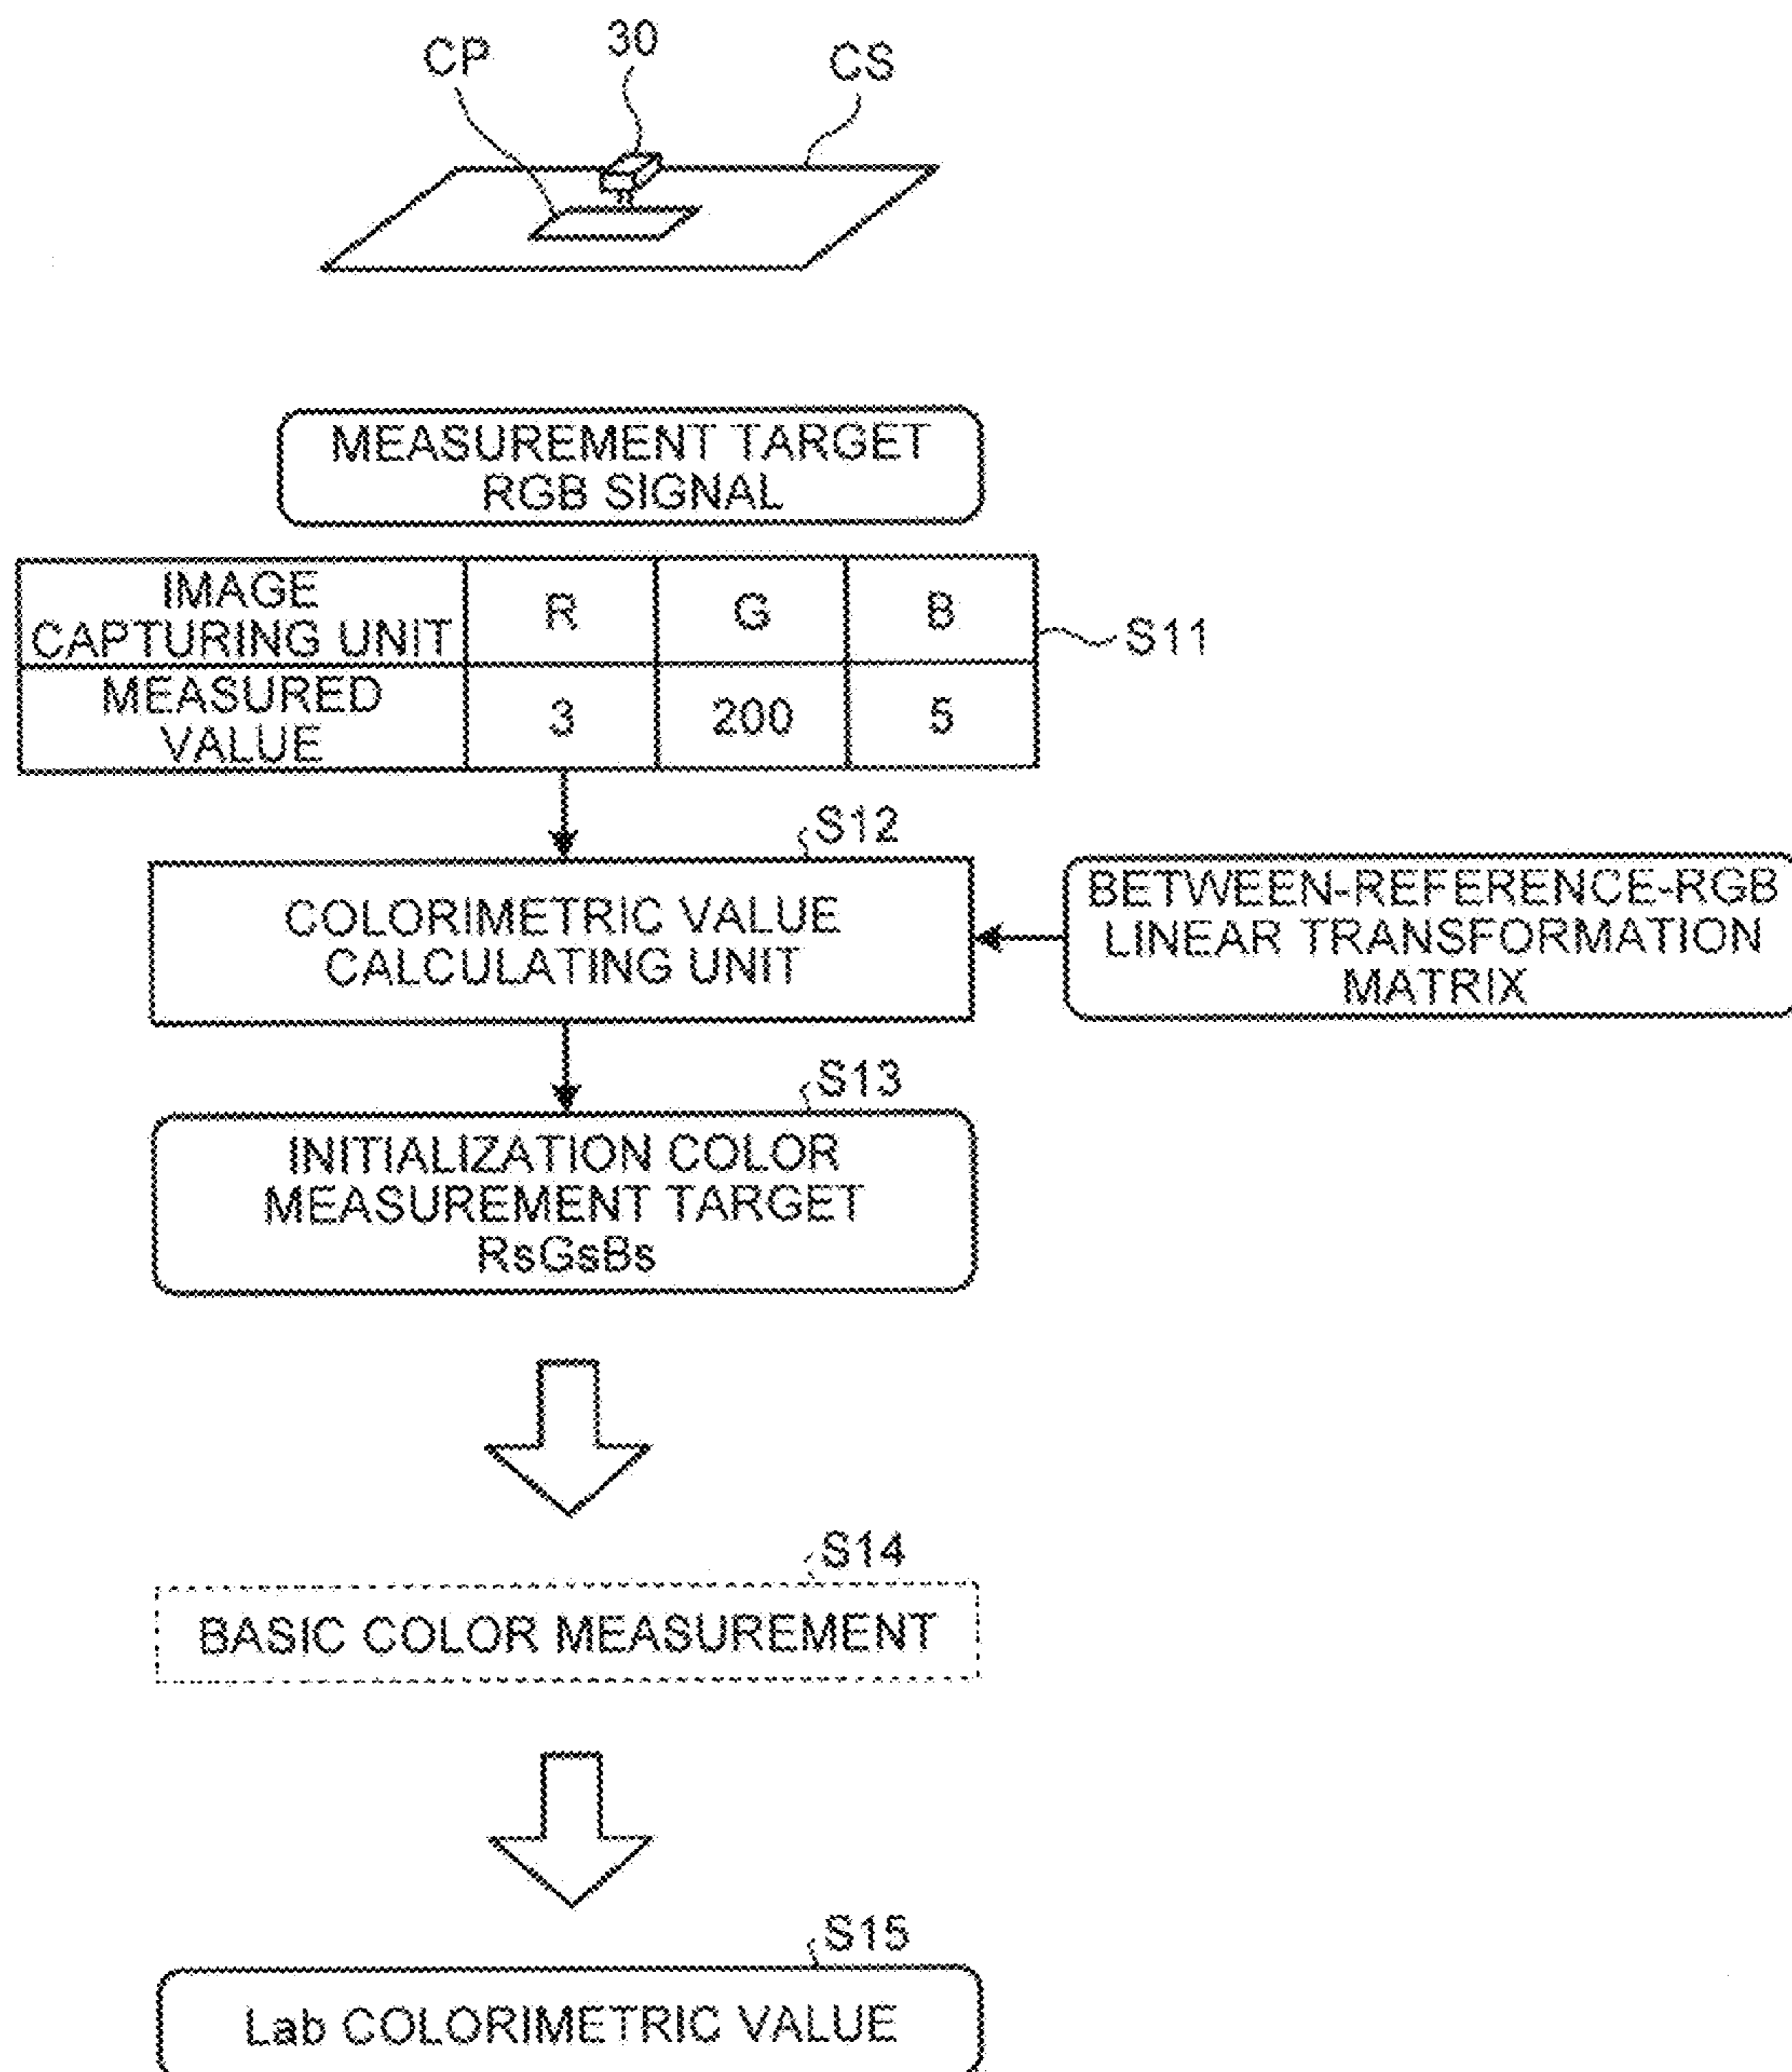 CP 30 CS
MEASUREMENT TARGET
RGB SIGNAL
IMAGE
CAPTURING UNIT
R G B
S11
MEASURED
VALUE
3 200 5
S12
COLORIMETRIC VALUE
CALCULATING UNIT
BETWEEN-REFERENCE-RGB
LINEAR TRANSFORMATION
MATRIX
S13
INITIALIZATION COLOR
MEASUREMENT TARGET
RsGsBs
S14
BASIC COLOR MEASUREMENT
S15
Lab COLORIMETRIC VALUE